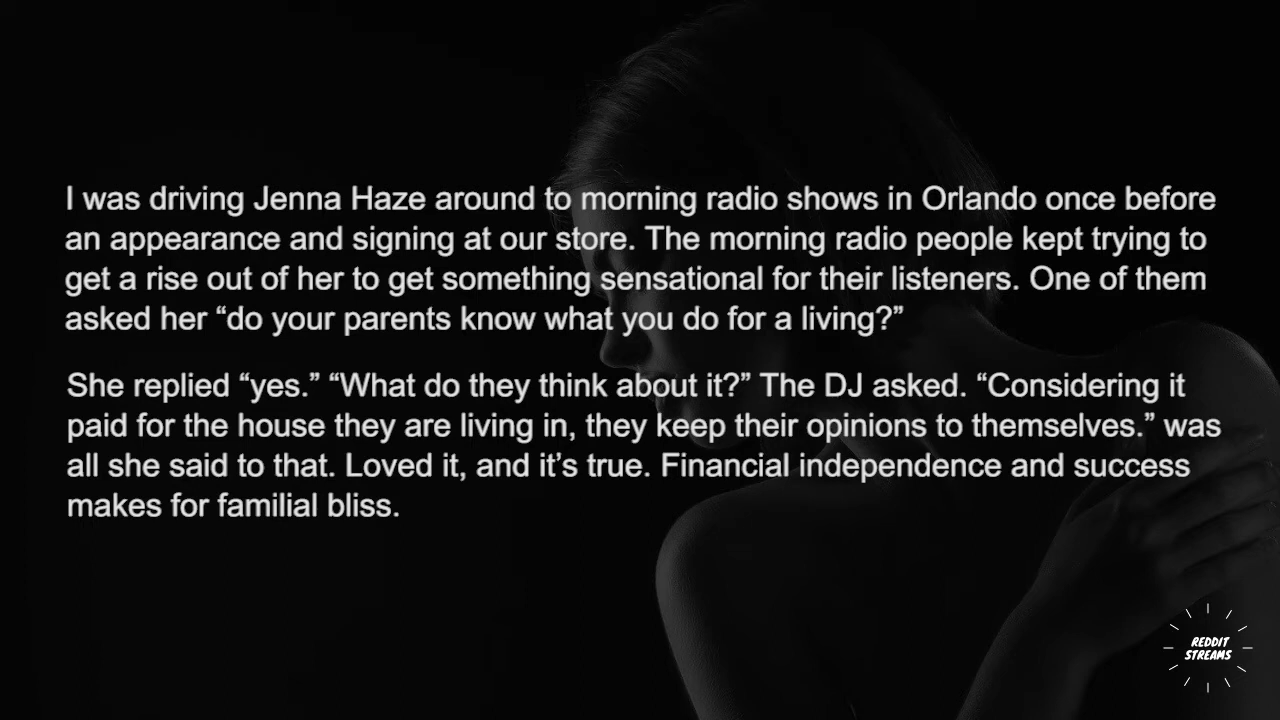 I was driving Jenna Haze around to morning radio shows in Orlando once before
an appearance and signing at our store. The morning radio people kept trying to
get a rise out of her to get something sensational for their listeners. One of them
asked her “do your parents know what you do for a living?”
She replied “yes.” “What do they think about it?” The DJ asked. “Considering it
paid for the house they are living in, they keep their opinions to themselves.” was
all she said to that. Loved it, and it’s true. Financial independence and success
makes for familial bliss.
REDDIT
STREAMS